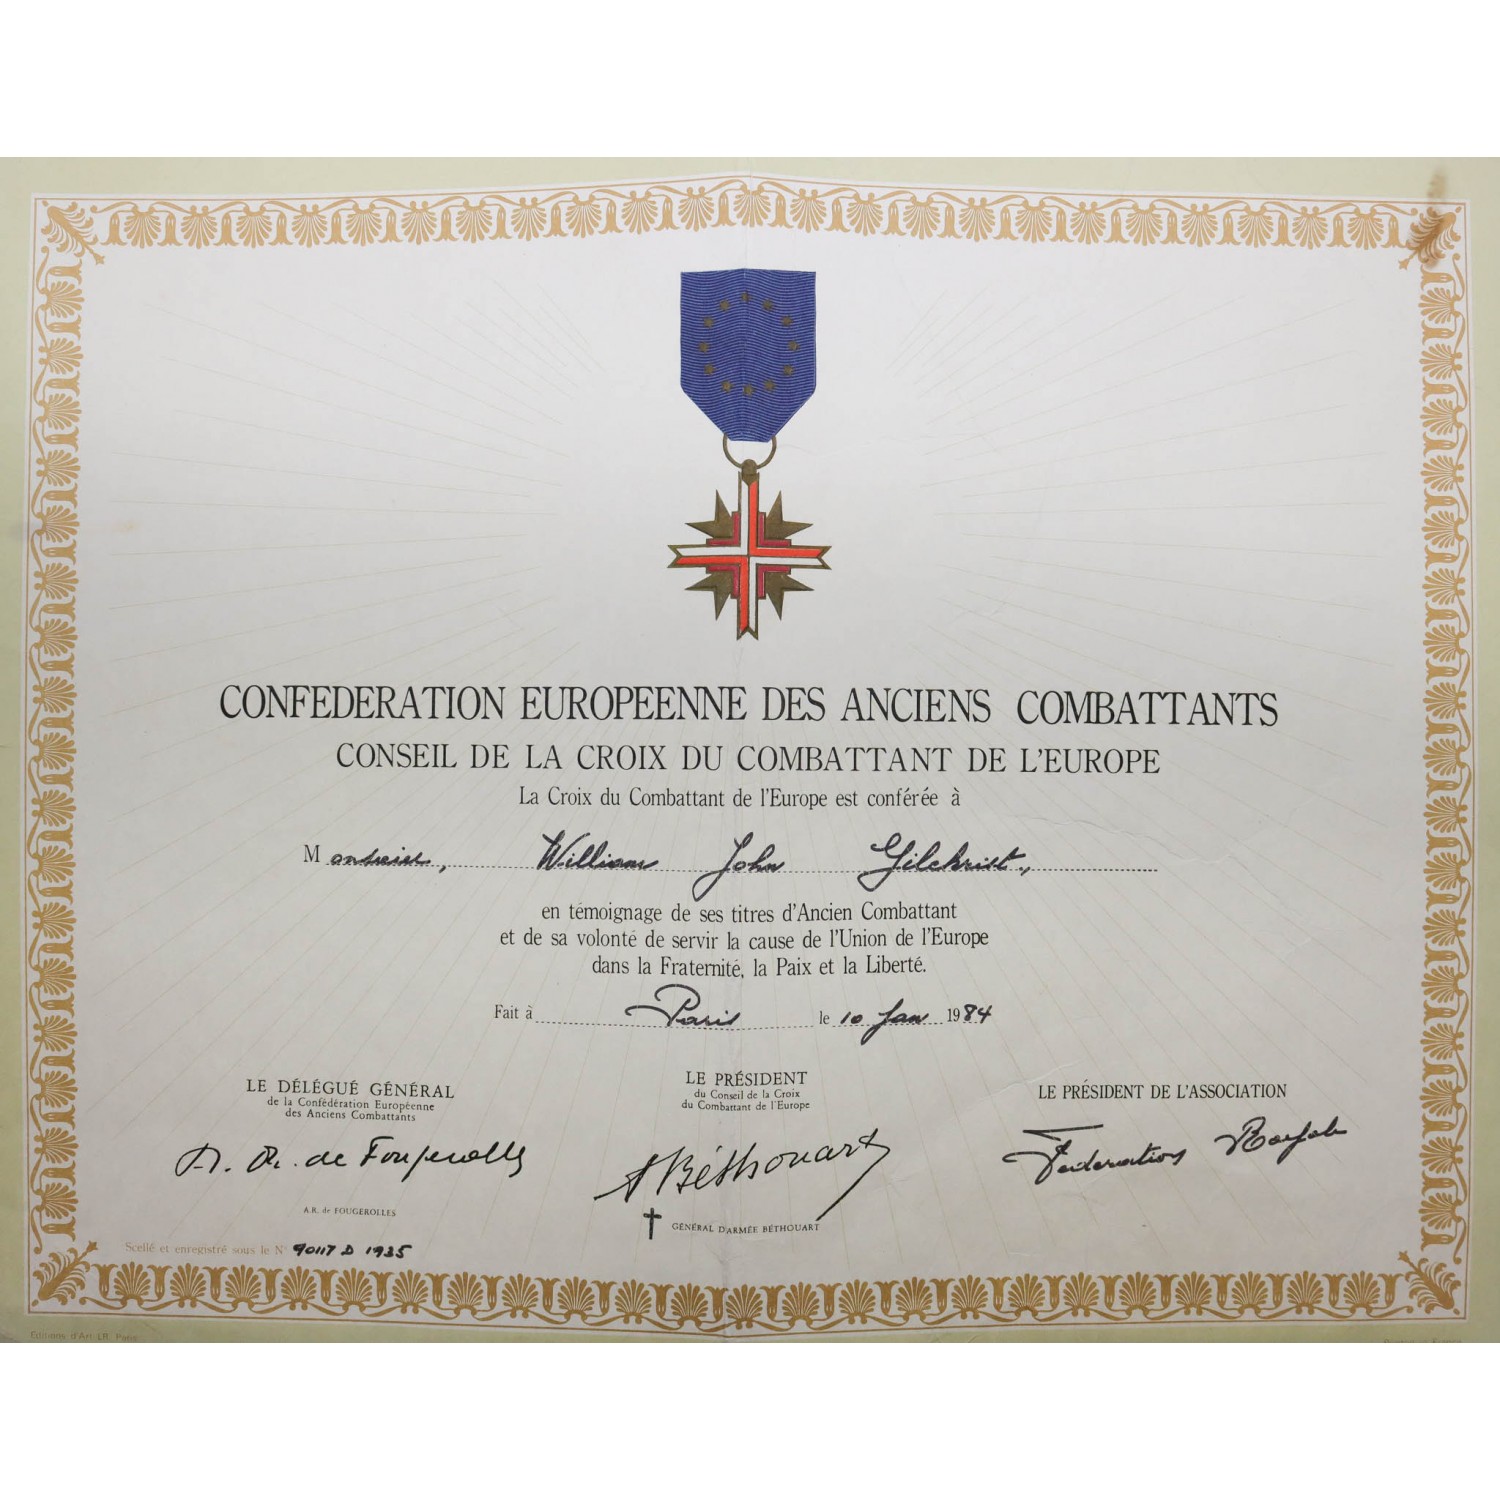 CONFEDERATION EUROPEENNE DES ANCIENS COMBATTANTS
CONSEIL DE LA CROIX DU COMBATTANT DE L'EUROPE
La Croix du Combattant de l'Europe est conférée à
Monsieur, William John Gilchrist,
en témoignage de ses titres d'Ancien Combattant
et de sa volonté de servir la cause de l'Union de l'Europe
dans la Fraternité, la Paix et la Liberté.
Fait à Paris le 10 Jan 1984
LE DÉLÉGUÉ GÉNÉRAL
de la Confédération Européenne
des Anciens Combattants
A. R. de Fougerolles
A.R. de FOUGEROLLES
LE PRÉSIDENT
du Conseil de la Croix
du Combattant de l'Europe
A Béthouart
GÉNÉRAL D'ARMÉE BÉTHOUART
LE PRÉSIDENT DE L'ASSOCIATION
Federation
Scellé et enregistré sous le N° 90117 D 1935
Editions d'Art LR. Paris